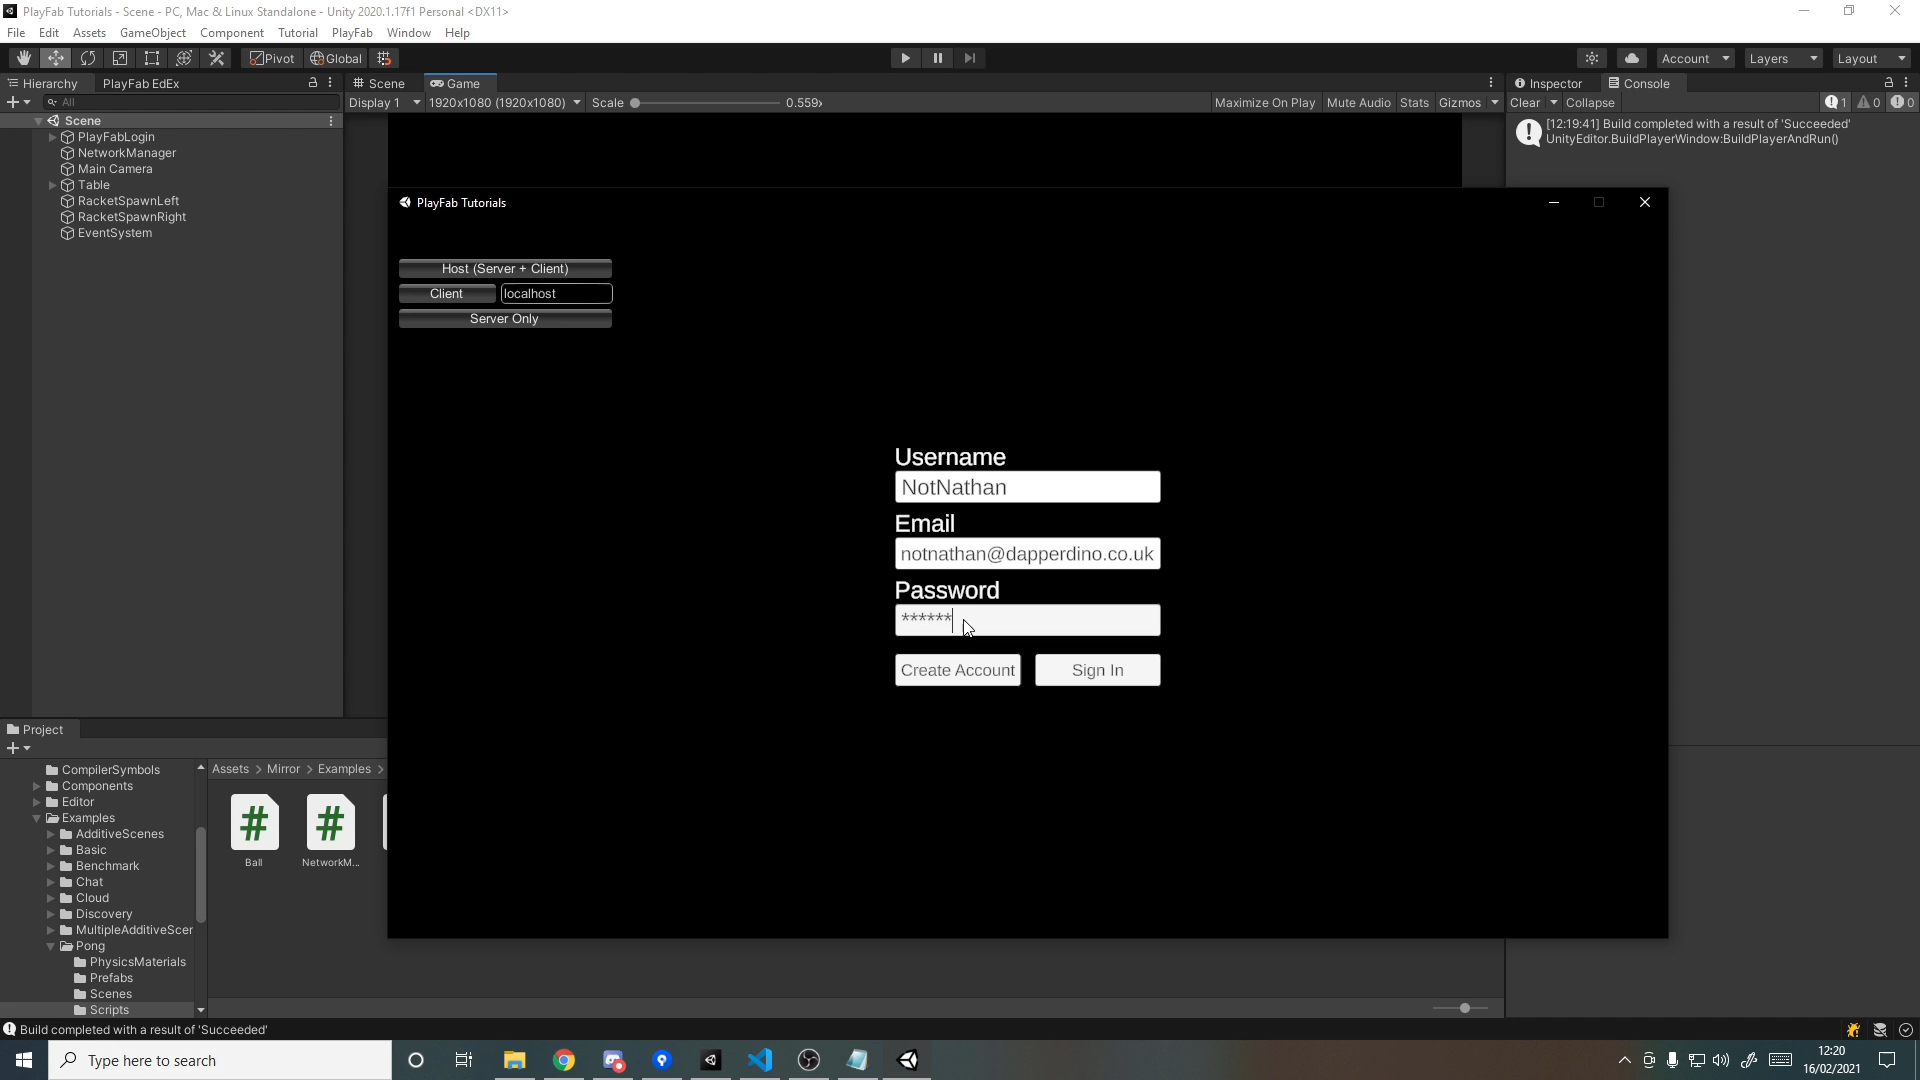 PlayFab Tutorials - Scene - PC, Mac & Linux Standalone - Unity 2020.1.17f1 Personal <DX11>
File Edit Assets GameObject Component Tutorial PlayFab Window Help
Pivot Global Account Layers Layout
Hierarchy PlayFab EdEx
Scene Game
Inspector Console
All
Display 1 1920x1080 (1920x1080) Scale 0.559x Maximize On Play Mute Audio Stats Gizmos
Clear Collapse 1 0 0
Scene
PlayFabLogin
NetworkManager
Main Camera
Table
RacketSpawnLeft
RacketSpawnRight
EventSystem
[12:19:41] Build completed with a result of 'Succeeded'
UnityEditor.BuildPlayerWindow:BuildPlayerAndRun()
PlayFab Tutorials
Host (Server + Client)
Client localhost
Server Only
Username
NotNathan
Email
notnathan@dapperdino.co.uk
Password
******
Create Account Sign In
Project
CompilerSymbols
Components
Editor
Examples
AdditiveScenes
Basic
Benchmark
Chat
Cloud
Discovery
MultipleAdditiveScer
Pong
PhysicsMaterials
Prefabs
Scenes
Scripts
Assets > Mirror > Examples >
Ball
NetworkM...
Build completed with a result of 'Succeeded'
Type here to search
12:20
16/02/2021